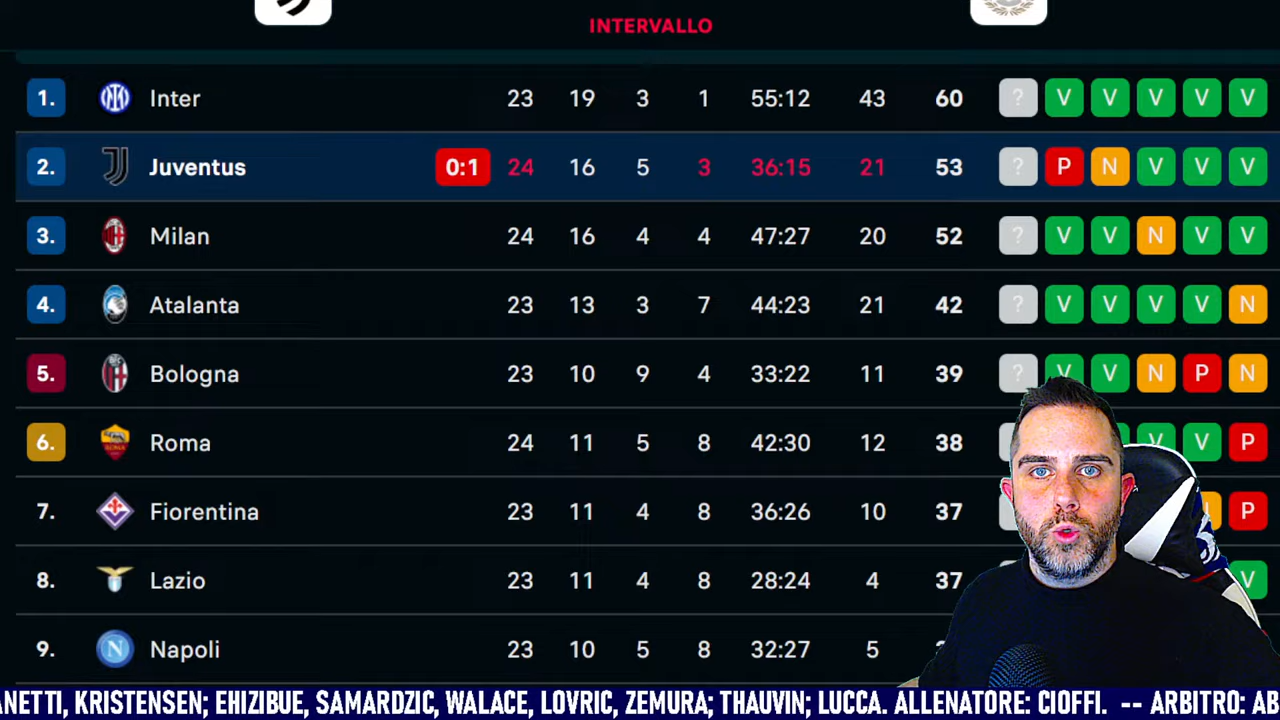 INTERVALLO
1. Inter 23 19 3 1 55:12 43 60 ? V V V V V
2. Juventus 0:1 24 16 5 3 36:15 21 53 ? P N V V V
3. Milan 24 16 4 4 47:27 20 52 ? V V N V V
4. Atalanta 23 13 3 7 44:23 21 42 ? V V V V N
5. Bologna 23 10 9 4 33:22 11 39 ? V V N P N
6. Roma 24 11 5 8 42:30 12 38 V V P
7. Fiorentina 23 11 4 8 36:26 10 37 P
8. Lazio 23 11 4 8 28:24 4 37 V
9. Napoli 23 10 5 8 32:27 5
ANETTI, KRISTENSEN; EHIZIBUE, SAMARDZIC, WALACE, LOVRIC, ZEMURA; THAUVIN; LUCCA. ALLENATORE: CIOFFI. -- ARBITRO: AB